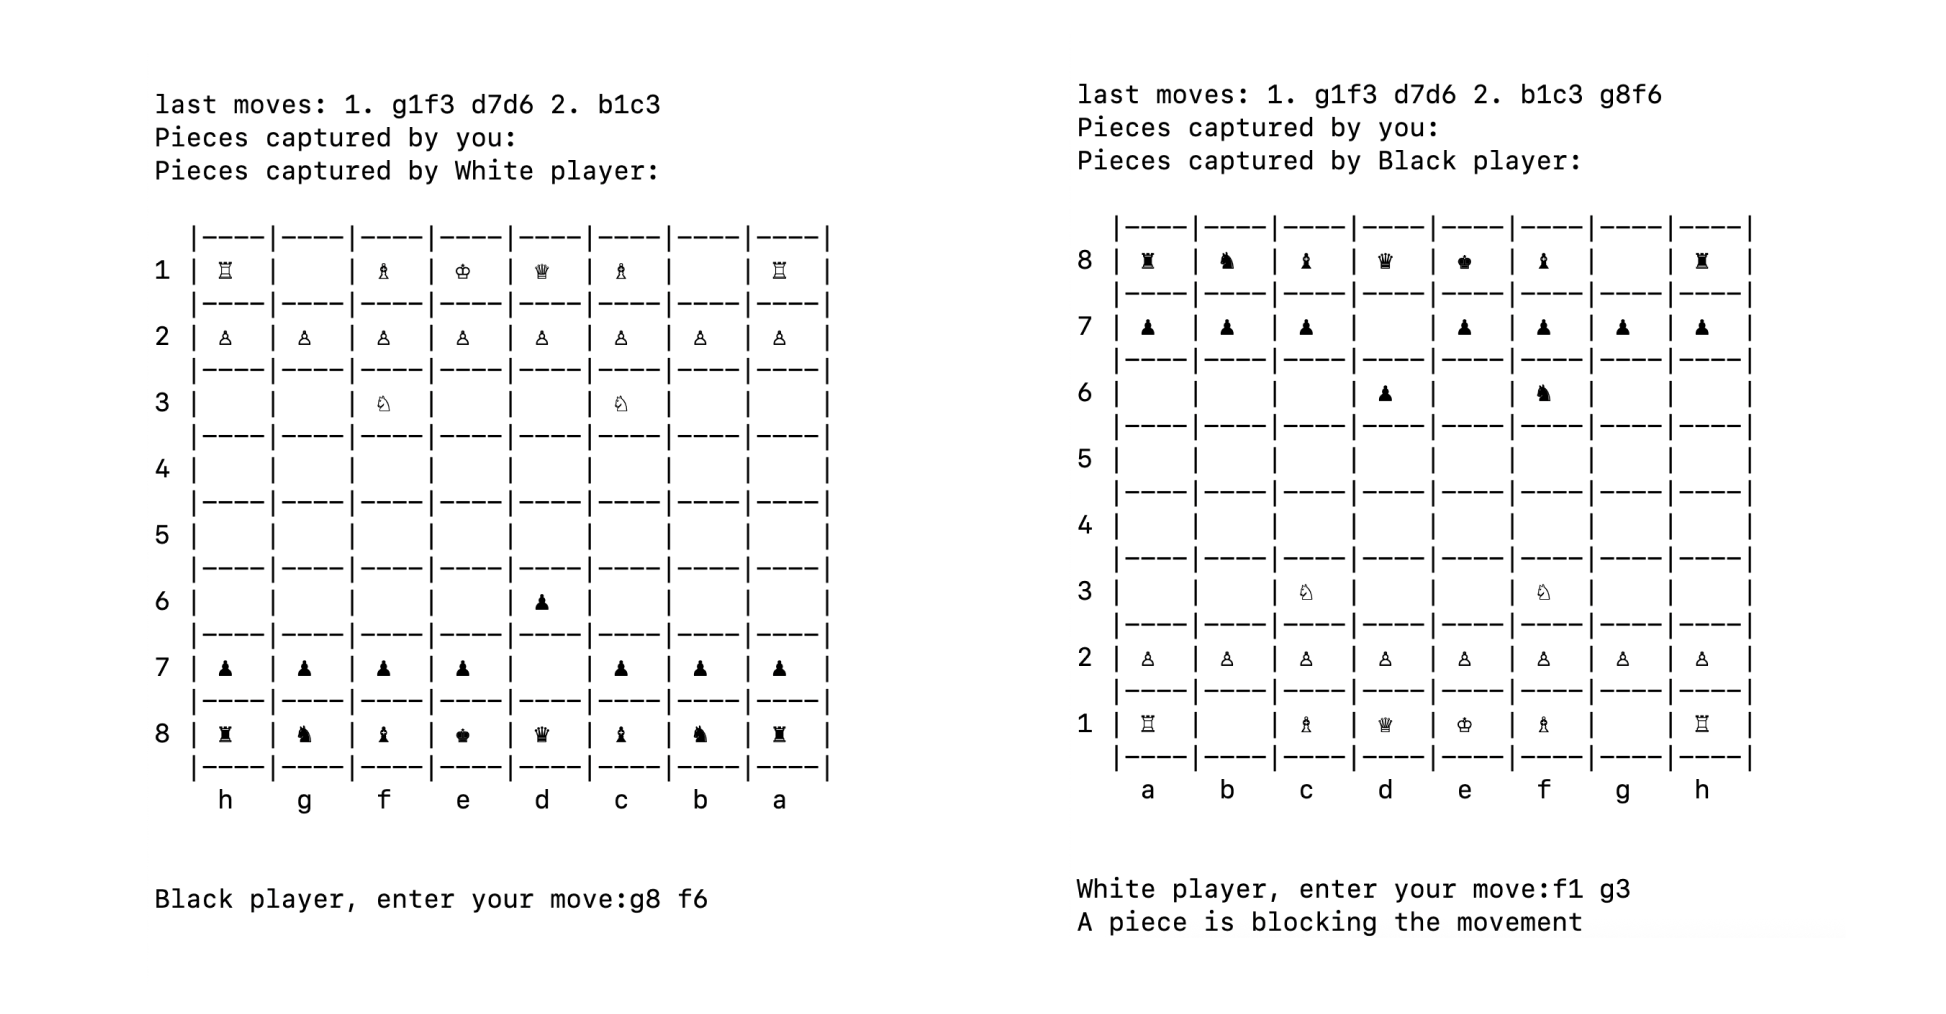 last moves: 1. g1f3 d7d6 2. b1c3
Pieces captured by you:
Pieces captured by White player:
|----|----|----|----|----|----|----|----|
1 | ♖ | | ♗ | ♔ | ♕ | ♗ | | ♖ |
|----|----|----|----|----|----|----|----|
2 | ♙ | ♙ | ♙ | ♙ | ♙ | ♙ | ♙ | ♙ |
|----|----|----|----|----|----|----|----|
3 | | | ♘ | | | ♘ | | |
|----|----|----|----|----|----|----|----|
4 | | | | | | | | |
|----|----|----|----|----|----|----|----|
5 | | | | | | | | |
|----|----|----|----|----|----|----|----|
6 | | | | | ♟ | | | |
|----|----|----|----|----|----|----|----|
7 | ♟ | ♟ | ♟ | ♟ | | ♟ | ♟ | ♟ |
|----|----|----|----|----|----|----|----|
8 | ♜ | ♞ | ♝ | ♚ | ♛ | ♝ | ♞ | ♜ |
|----|----|----|----|----|----|----|----|
h g f e d c b a
Black player, enter your move:g8 f6
last moves: 1. g1f3 d7d6 2. b1c3 g8f6
Pieces captured by you:
Pieces captured by Black player:
|----|----|----|----|----|----|----|----|
8 | ♜ | ♞ | ♝ | ♛ | ♚ | ♝ | | ♜ |
|----|----|----|----|----|----|----|----|
7 | ♟ | ♟ | ♟ | | ♟ | ♟ | ♟ | ♟ |
|----|----|----|----|----|----|----|----|
6 | | | | ♟ | | ♞ | | |
|----|----|----|----|----|----|----|----|
5 | | | | | | | | |
|----|----|----|----|----|----|----|----|
4 | | | | | | | | |
|----|----|----|----|----|----|----|----|
3 | | | ♘ | | | ♘ | | |
|----|----|----|----|----|----|----|----|
2 | ♙ | ♙ | ♙ | ♙ | ♙ | ♙ | ♙ | ♙ |
|----|----|----|----|----|----|----|----|
1 | ♖ | | ♗ | ♕ | ♔ | ♗ | | ♖ |
|----|----|----|----|----|----|----|----|
a b c d e f g h
White player, enter your move:f1 g3
A piece is blocking the movement